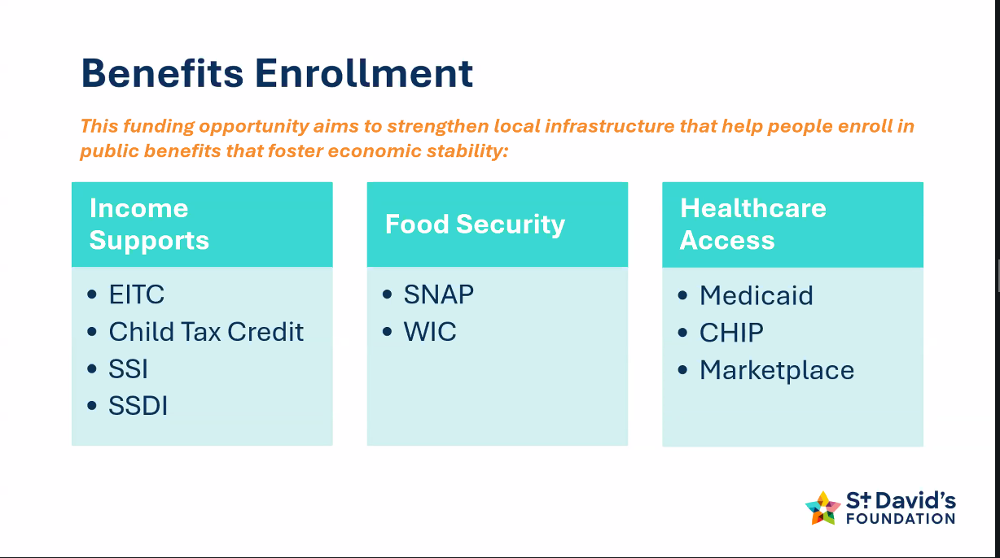 Benefits Enrollment
This funding opportunity aims to strengthen local infrastructure that help people enroll in
public benefits that foster economic stability:
Income
Supports
• EITC
• Child Tax Credit
• SSI
• SSDI
Food Security
• SNAP
• WIC
Healthcare
Access
• Medicaid
• CHIP
• Marketplace
St David's
FOUNDATION